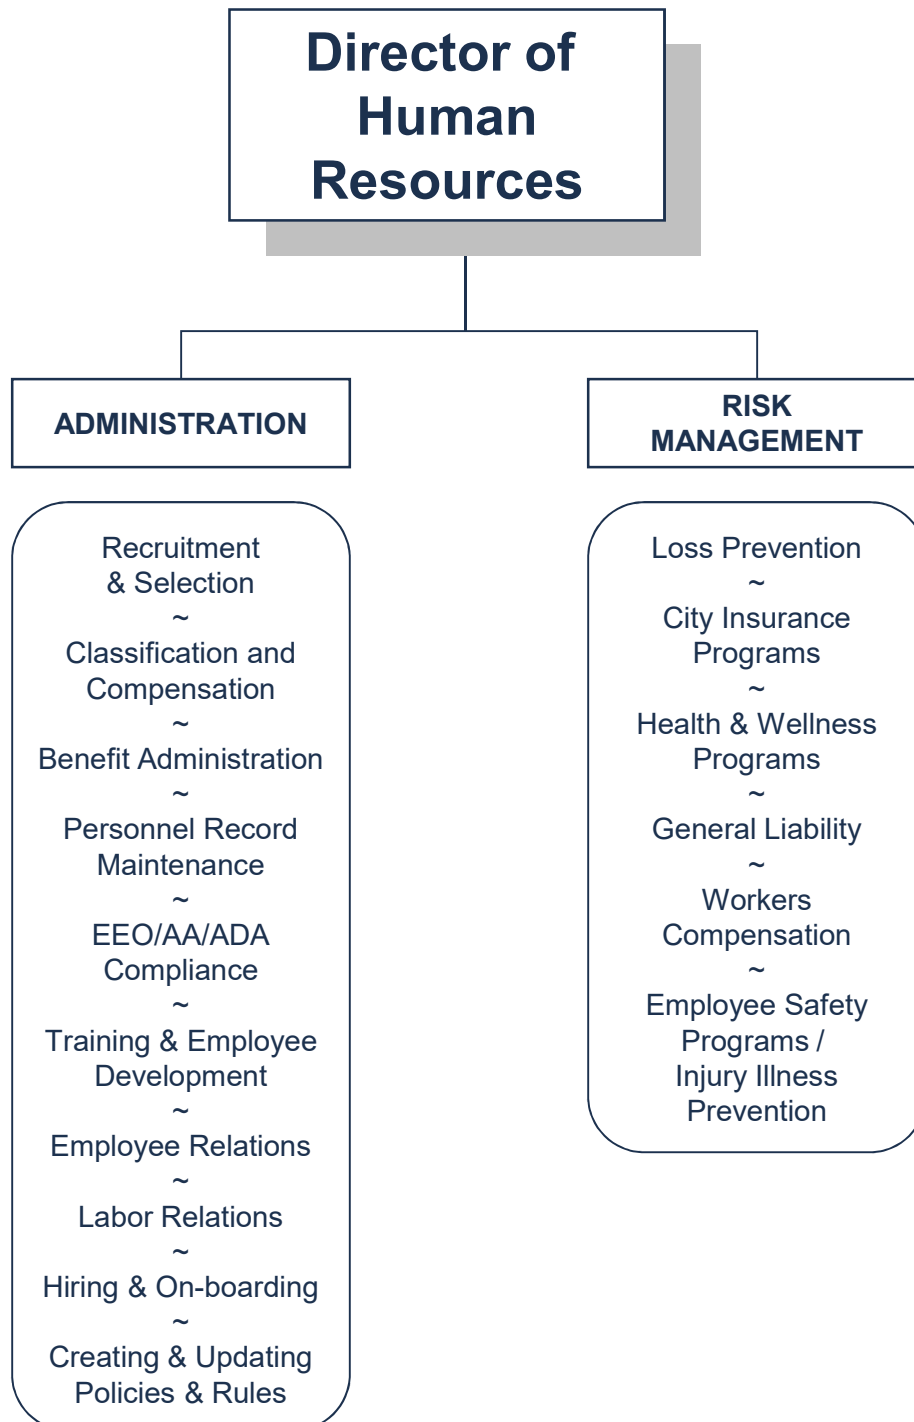 Director of
Human
Resources
ADMINISTRATION
Recruitment
& Selection
~
Classification and
Compensation
~
Benefit Administration
~
Personnel Record
Maintenance
~
EEO/AA/ADA
Compliance
~
Training & Employee
Development
~
Employee Relations
~
Labor Relations
~
Hiring & On-boarding
~
Creating & Updating
Policies & Rules
RISK
MANAGEMENT
Loss Prevention
~
City Insurance
Programs
~
Health & Wellness
Programs
~
General Liability
~
Workers
Compensation
~
Employee Safety
Programs /
Injury Illness
Prevention